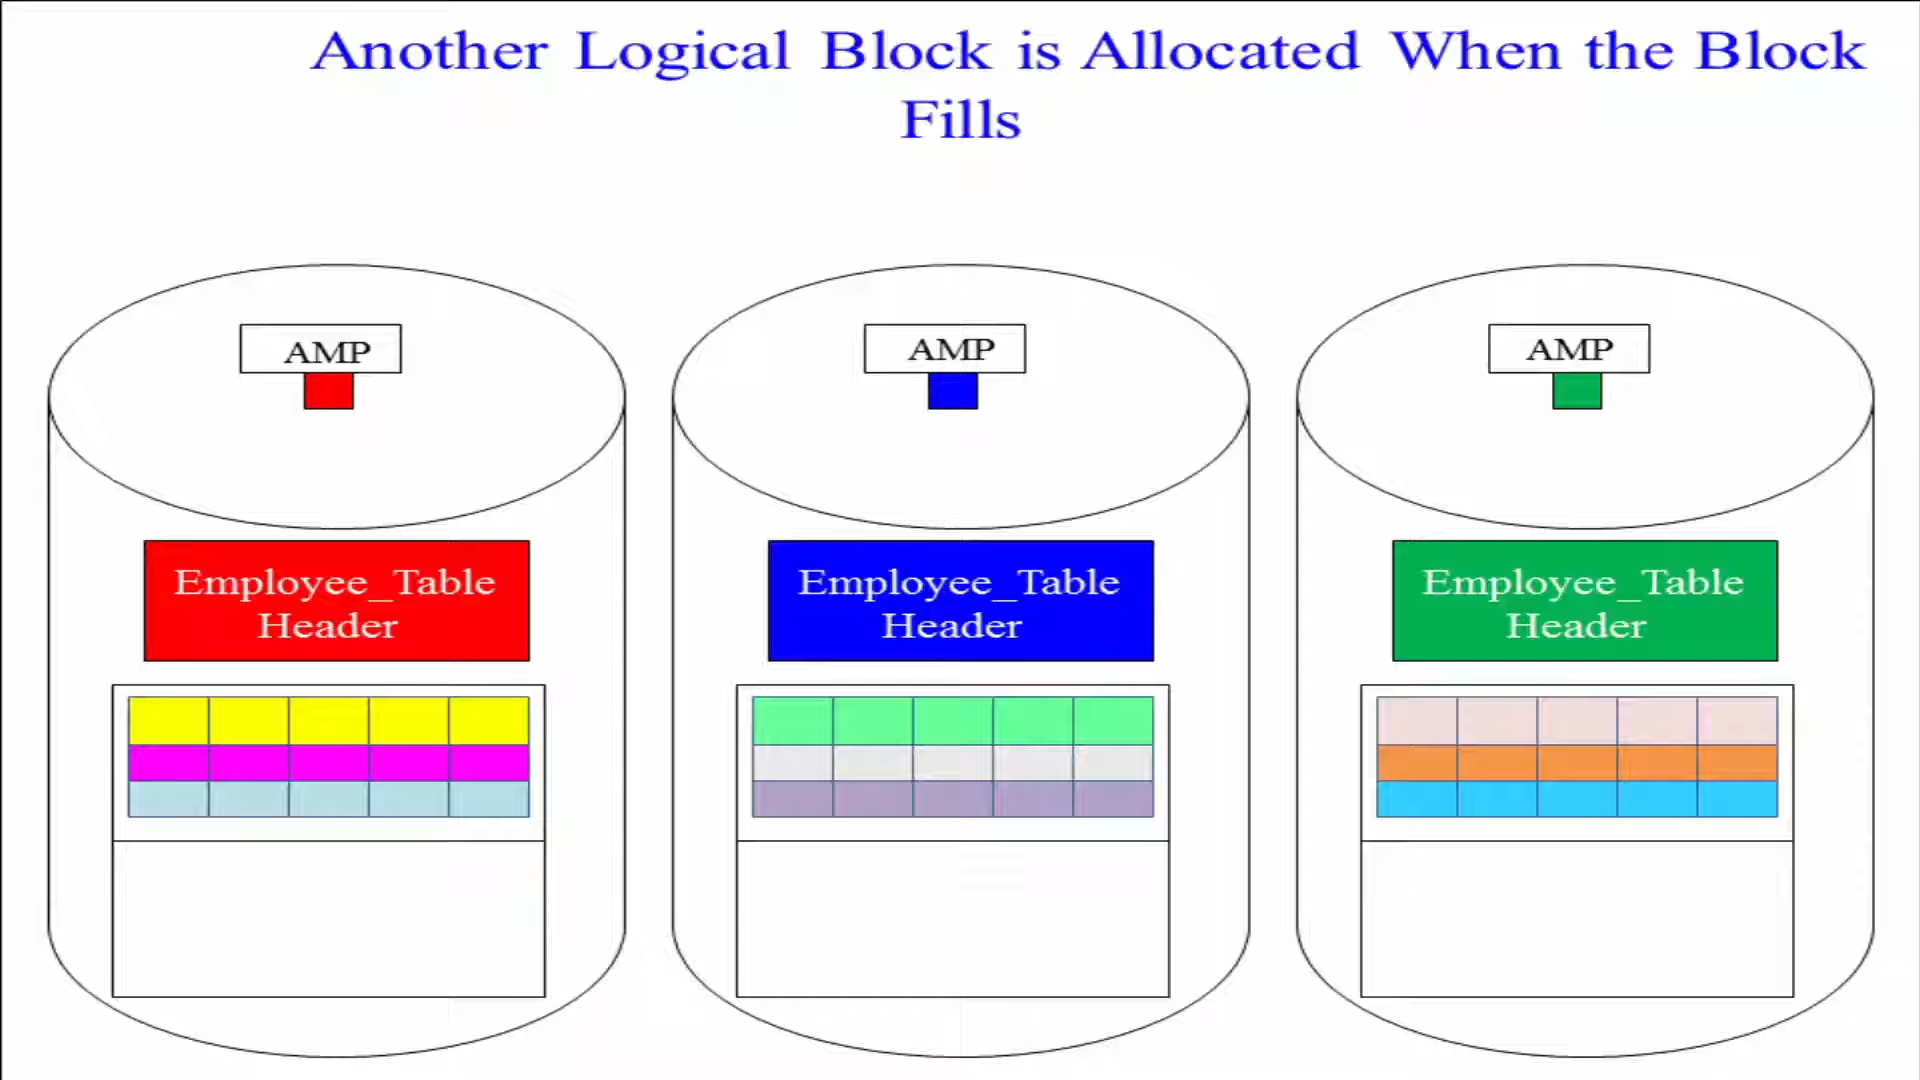 Another Logical Block is Allocated When the Block
Fills
AMP
AMP
AMP
Employee_Table
Header
Employee_Table
Header
Employee_Table
Header